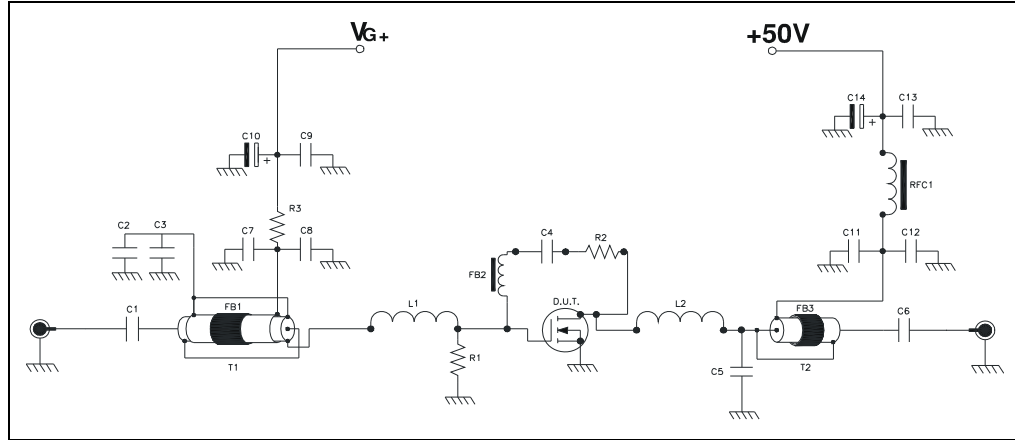 VG+
+50V
C14
C13
C10
C9
+
+
RFC1
R3
C2
C3
C7
C8
C4
R2
C11
C12
FB2
C1
FB1
L1
D.U.T.
L2
FB3
C6
R1
T1
C5
T2